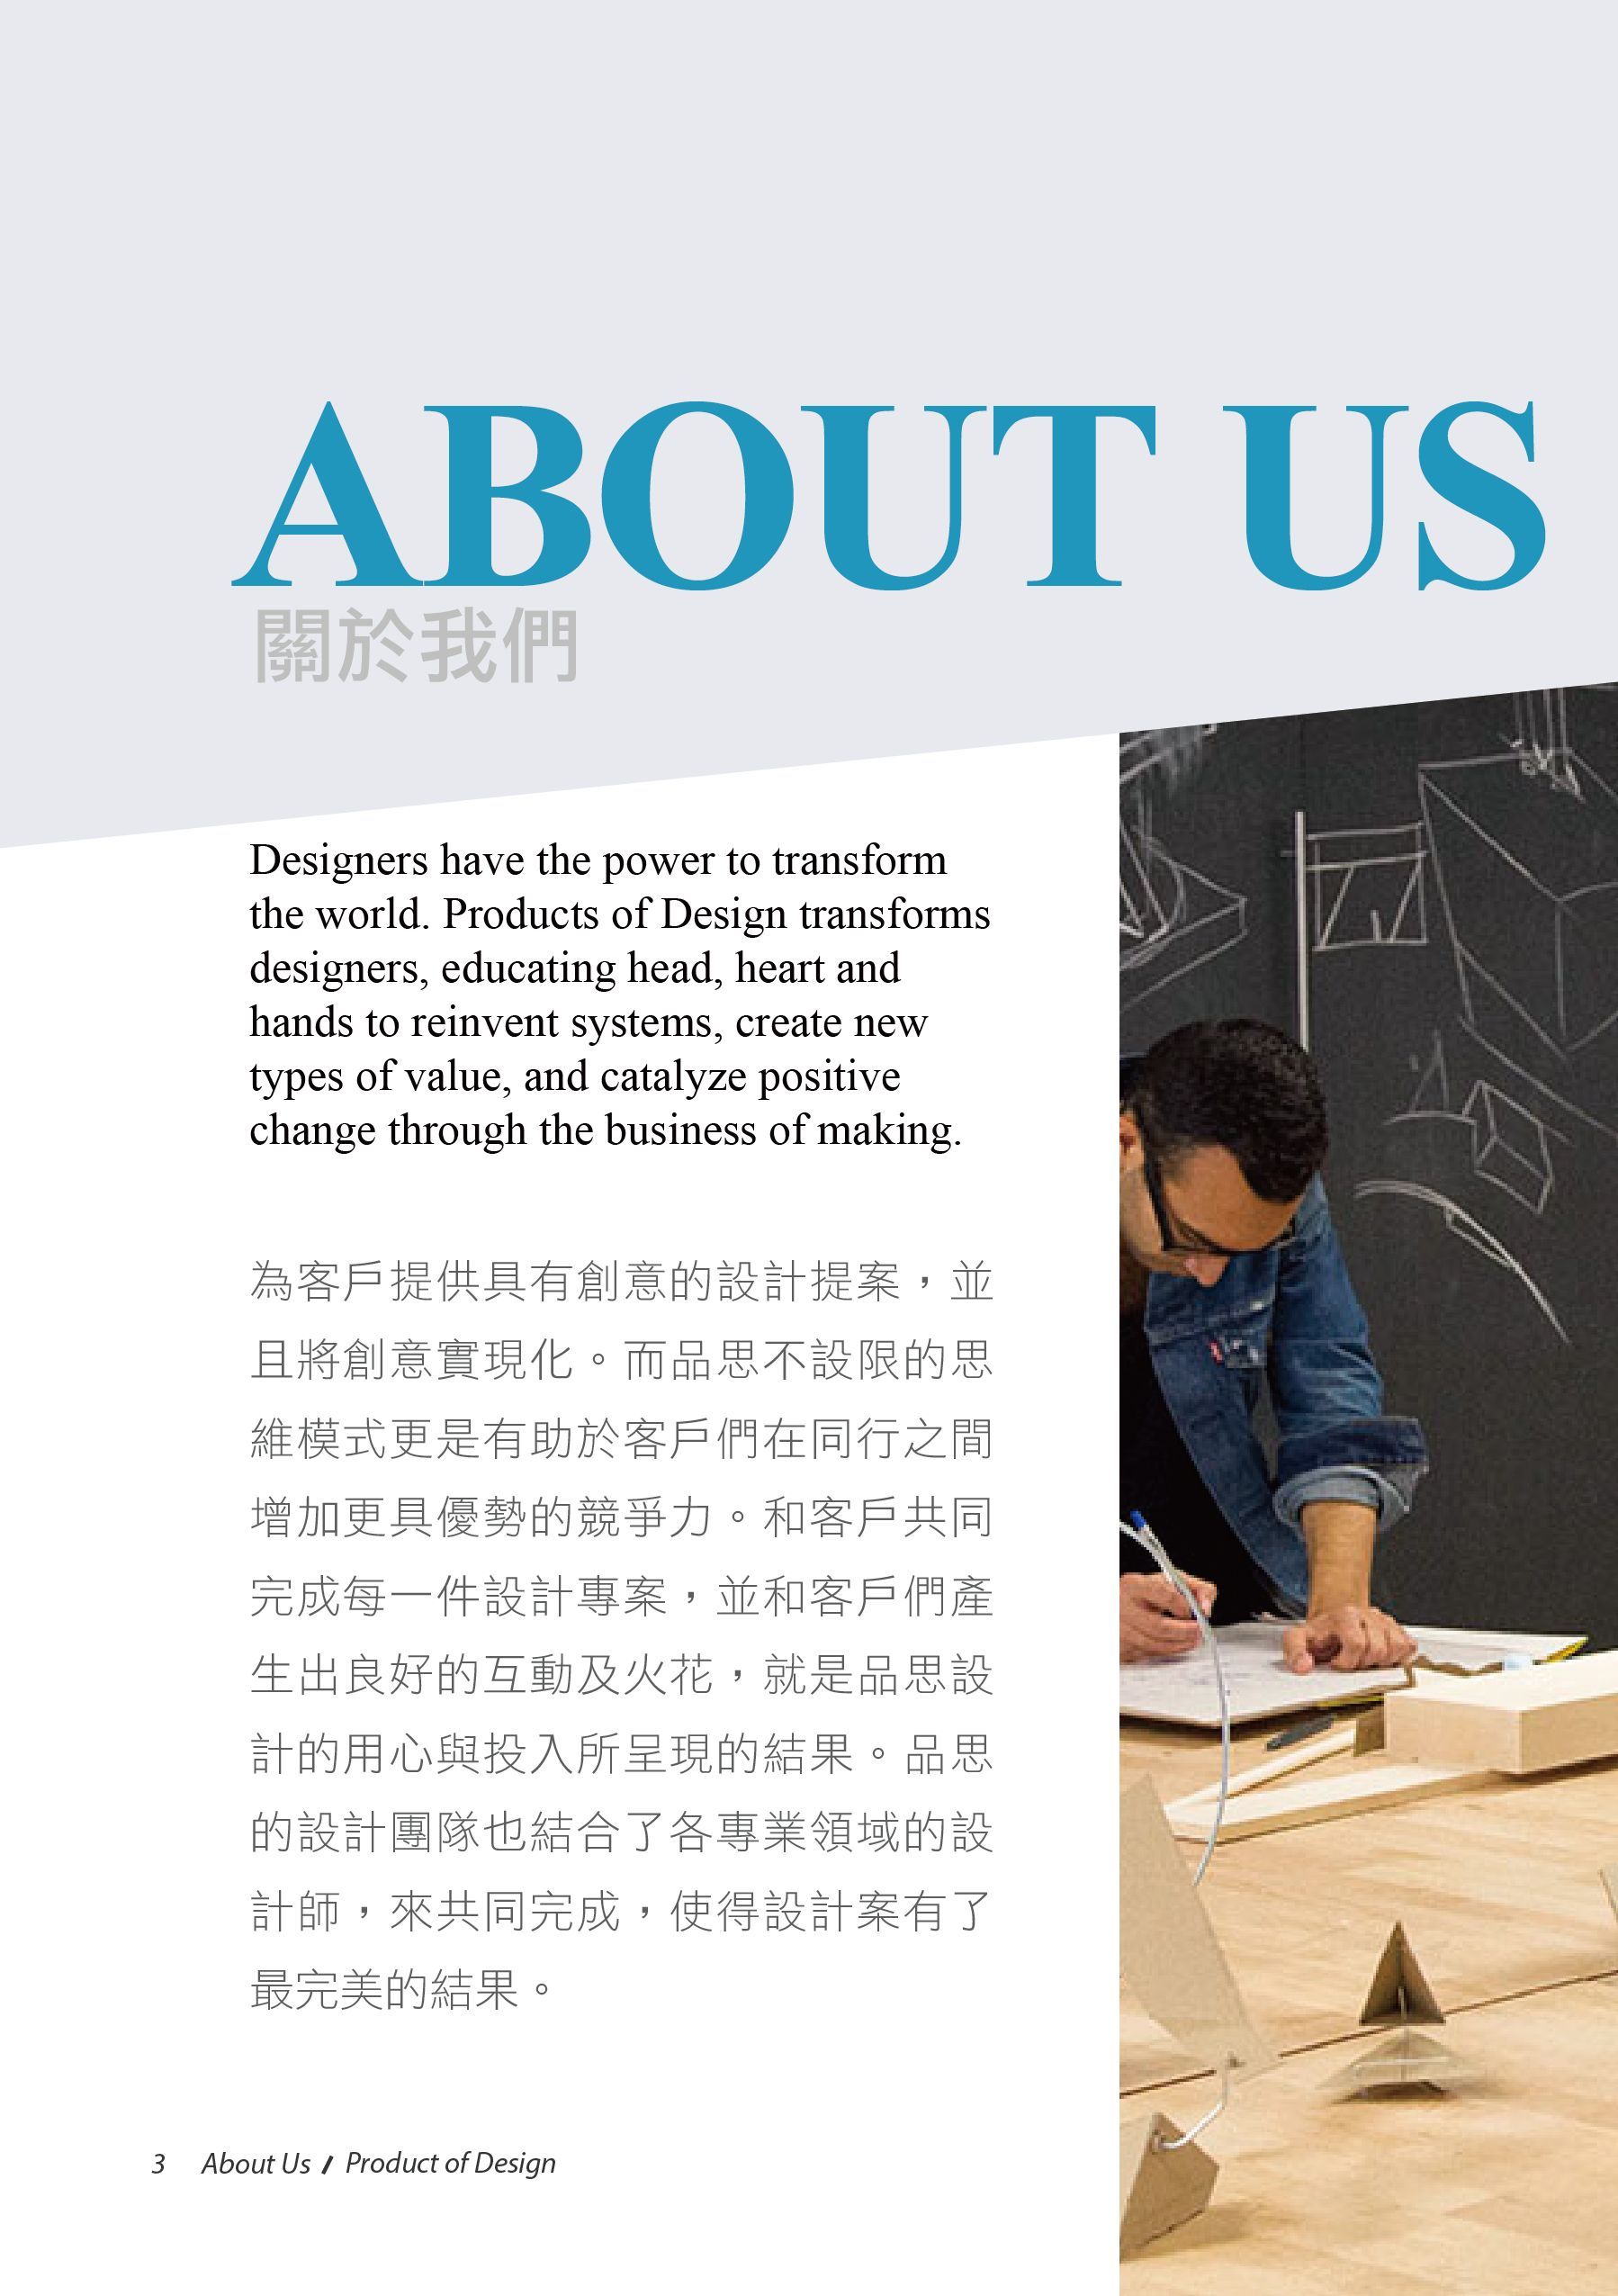 ABOUT US
關於我們
Designers have the power to transform
the world. Products of Design transforms
designers, educating head, heart and
hands to reinvent systems, create new
types of value, and catalyze positive
change through the business of making.
為客戶提供具有創意的設計提案，並
且將創意實現化。而品思不設限的思
維模式更是有助於客戶們在同行之間
增加更具優勢的競爭力。和客戶共同
完成每一件設計專案，並和客戶們產
生出良好的互動及火花，就是品思設
計的用心與投入所呈現的結果。品思
的設計團隊也結合了各專業領域的設
計師，來共同完成，使得設計案有了
最完美的結果。
3 About Us / Product of Design